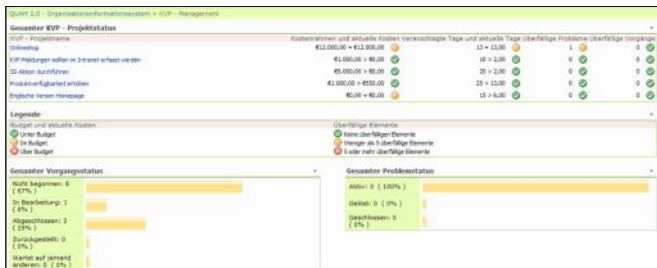 QUAM 2.0 - Organisationsinformationssystem > KVP - Management
Gesamter KVP - Projektstatus
KVP - Projektname Kostenrahmen und aktuelle Kosten Veranschlagte Tage und aktuelle Tage Überfällige Probleme Überfällige Vorgänge
Onlineshop €12.000,00 = €12.000,00 13 = 13,00 1 0
KVP-Meldungen sollten im Intranet erfasst werden €1.000,00 > €0,00 10 > 2,00 0 0
5S-Aktion durchführen €5.000,00 > €0,00 20 > 2,00 0 0
Produktverfügbarkeit erhöhen €1.000,00 > €550,00 25 > 13,00 0 0
Englische Version Homepage €0,00 = €0,00 15 > 6,00 0 0
Legende
Budget und aktuelle Kosten Überfällige Elemente
Unter Budget Keine überfälligen Elemente
Im Budget Weniger als 5 überfällige Elemente
Über Budget 5 oder mehr überfällige Elemente
Gesamter Vorgangsstatus Gesamter Problemstatus
Nicht begonnen: 8
( 67% )
In Bearbeitung: 1
( 8% )
Abgeschlossen: 3
( 25% )
Zurückgestellt: 0
( 0% )
Wartet auf jemand
anderen: 0 ( 0% )
Aktiv: 3 ( 100% )
Gelöst: 0 ( 0% )
Geschlossen: 0
( 0% )